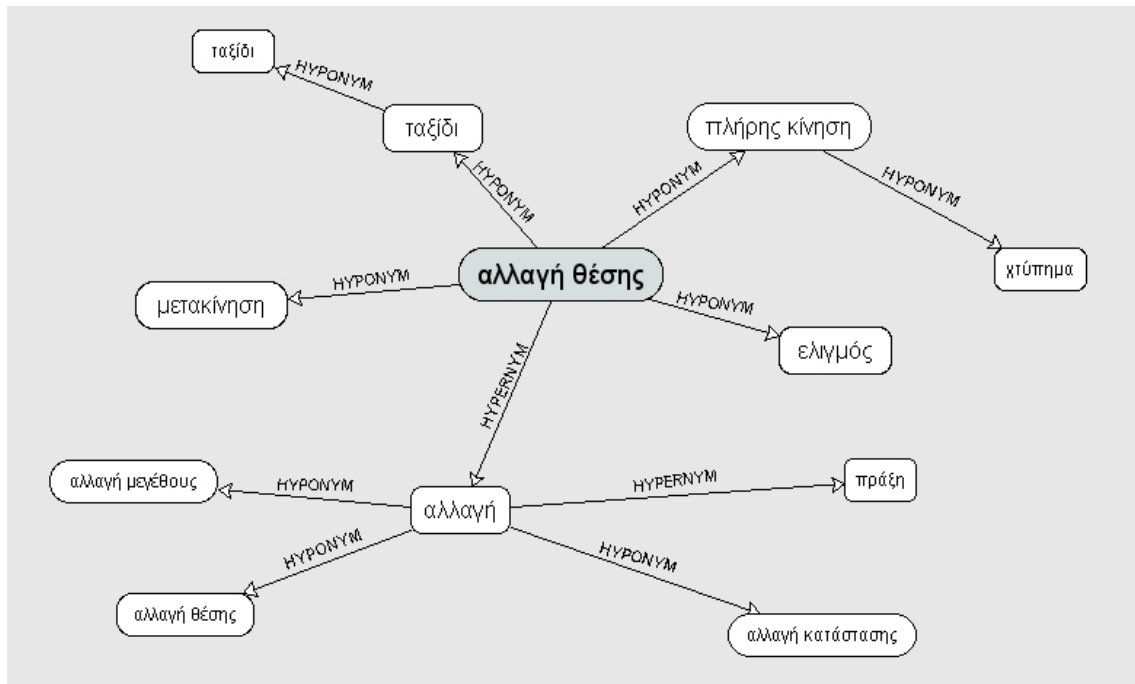 ταξίδι
HYPONYM
ταξίδι
πλήρης κίνηση
HYPONYM
HYPONYM
HYPONYM
αλλαγή θέσης
χτύπημα
μετακίνηση
HYPONYM
HYPONYM
ελιγμός
HYPERNYM
αλλαγή μεγέθους
HYPONYM
αλλαγή
HYPERNYM
πράξη
HYPONYM
HYPONYM
αλλαγή θέσης
αλλαγή κατάστασης